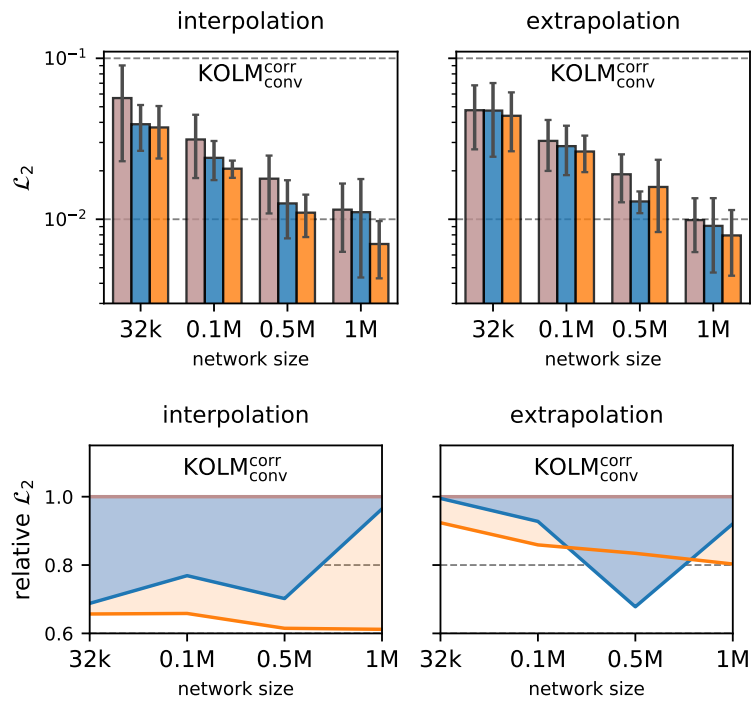 interpolation
extrapolation
KOLM^corr_conv
KOLM^corr_conv
10^−1
10^−2
ℒ₂
32k 0.1M 0.5M 1M
32k 0.1M 0.5M 1M
network size
network size
interpolation
extrapolation
KOLM^corr_conv
KOLM^corr_conv
1.0
0.8
0.6
relative ℒ₂
32k 0.1M 0.5M 1M
32k 0.1M 0.5M 1M
network size
network size